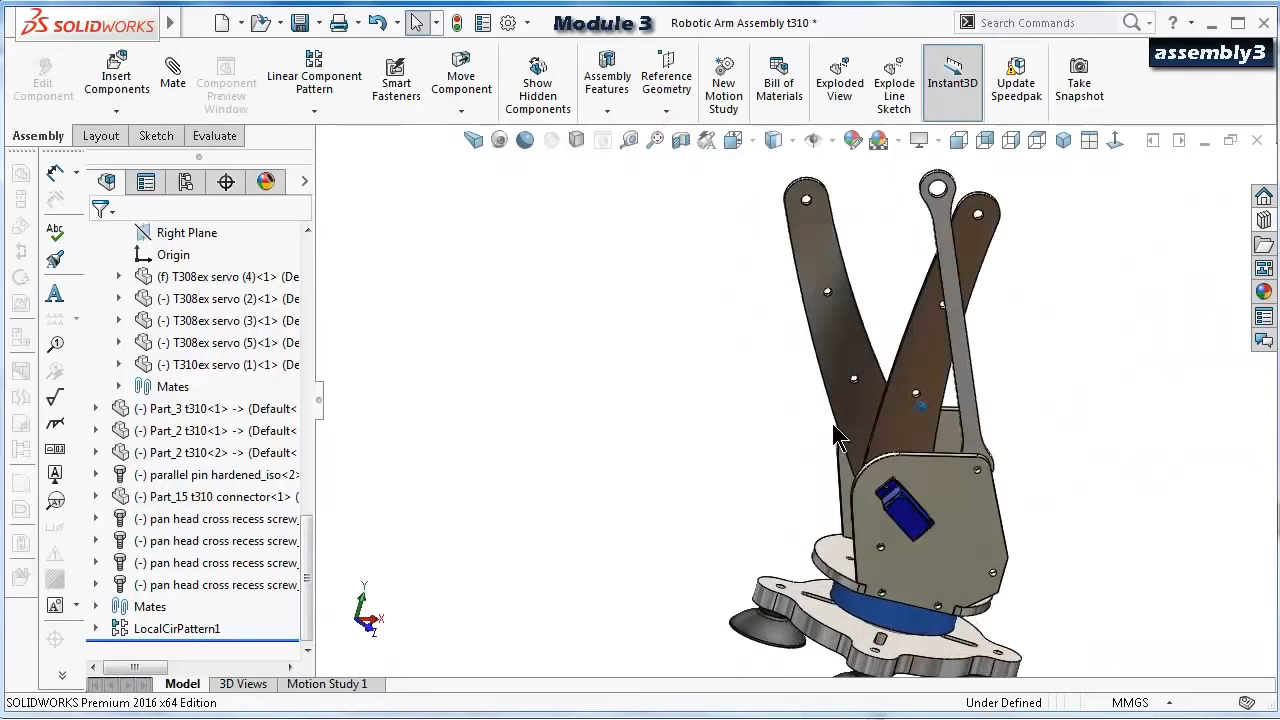 SOLIDWORKS
Module 3
Robotic Arm Assembly t310 *
Search Commands
?
assembly3
Edit
Component
Insert
Components
Mate
Component
Preview
Window
Linear Component
Pattern
Smart
Fasteners
Move
Component
Show
Hidden
Components
Assembly
Features
Reference
Geometry
New
Motion
Study
Bill of
Materials
Exploded
View
Explode
Line
Sketch
Instant3D
Update
Speedpak
Take
Snapshot
Assembly
Layout
Sketch
Evaluate
Abc
Right Plane
Origin
(f) T308ex servo (4)<1> (De
(-) T308ex servo (2)<1> (De
(-) T308ex servo (3)<1> (De
(-) T308ex servo (5)<1> (De
(-) T310ex servo (1)<1> (De
Mates
(-) Part_3 t310<1> -> (Default<
(-) Part_2 t310<1> -> (Default<
(-) Part_2 t310<2> -> (Default<
(-) parallel pin hardened_iso<2>
(-) Part_15 t310 connector<1> (
(-) pan head cross recess screw_
(-) pan head cross recess screw_
(-) pan head cross recess screw_
(-) pan head cross recess screw_
Mates
LocalCirPattern1
Y
X
Z
Model
3D Views
Motion Study 1
SOLIDWORKS Premium 2016 x64 Edition
Under Defined
MMGS